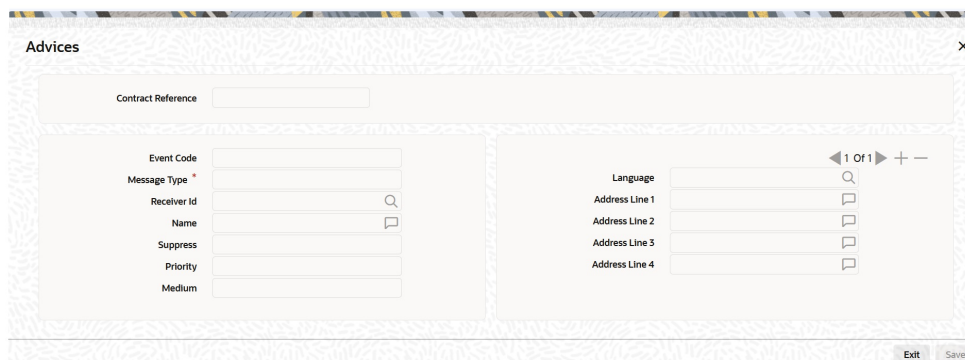 Advices
Contract Reference
Event Code
Message Type *
Receiver Id
Name
Suppress
Priority
Medium
1 Of 1
Language
Address Line 1
Address Line 2
Address Line 3
Address Line 4
Exit Save